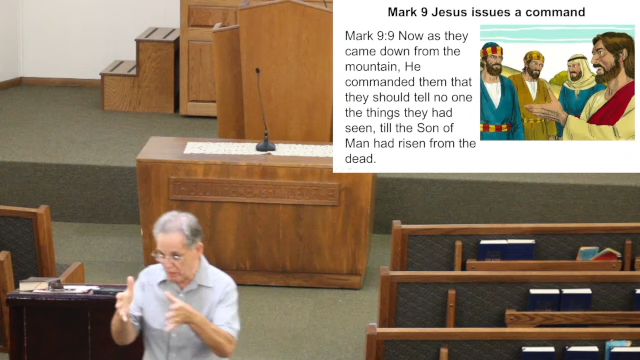 Mark 9 Jesus issues a command
Mark 9:9 Now as they
came down from the
mountain, He
commanded them that
they should tell no one
the things they had
seen, till the Son of
Man had risen from the
dead.